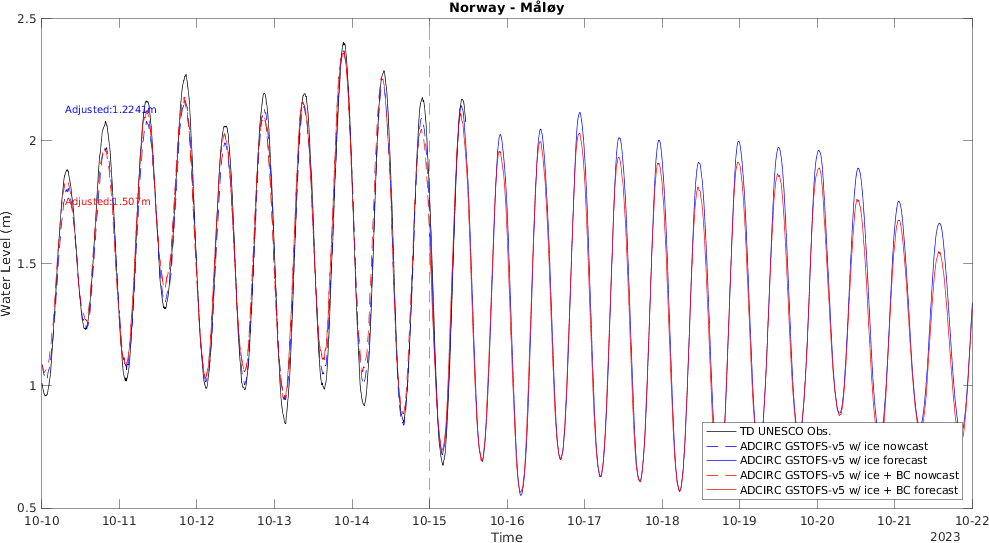 Norway - Måløy
2.5
2
1.5
1
0.5
Water Level (m)
Adjusted:1.2241m
Adjusted:1.507m
TD UNESCO Obs.
ADCIRC GSTOFS-v5 w/ ice nowcast
ADCIRC GSTOFS-v5 w/ ice forecast
ADCIRC GSTOFS-v5 w/ ice + BC nowcast
ADCIRC GSTOFS-v5 w/ ice + BC forecast
10-10 10-11 10-12 10-13 10-14 10-15 10-16 10-17 10-18 10-19 10-20 10-21 10-22
Time
2023